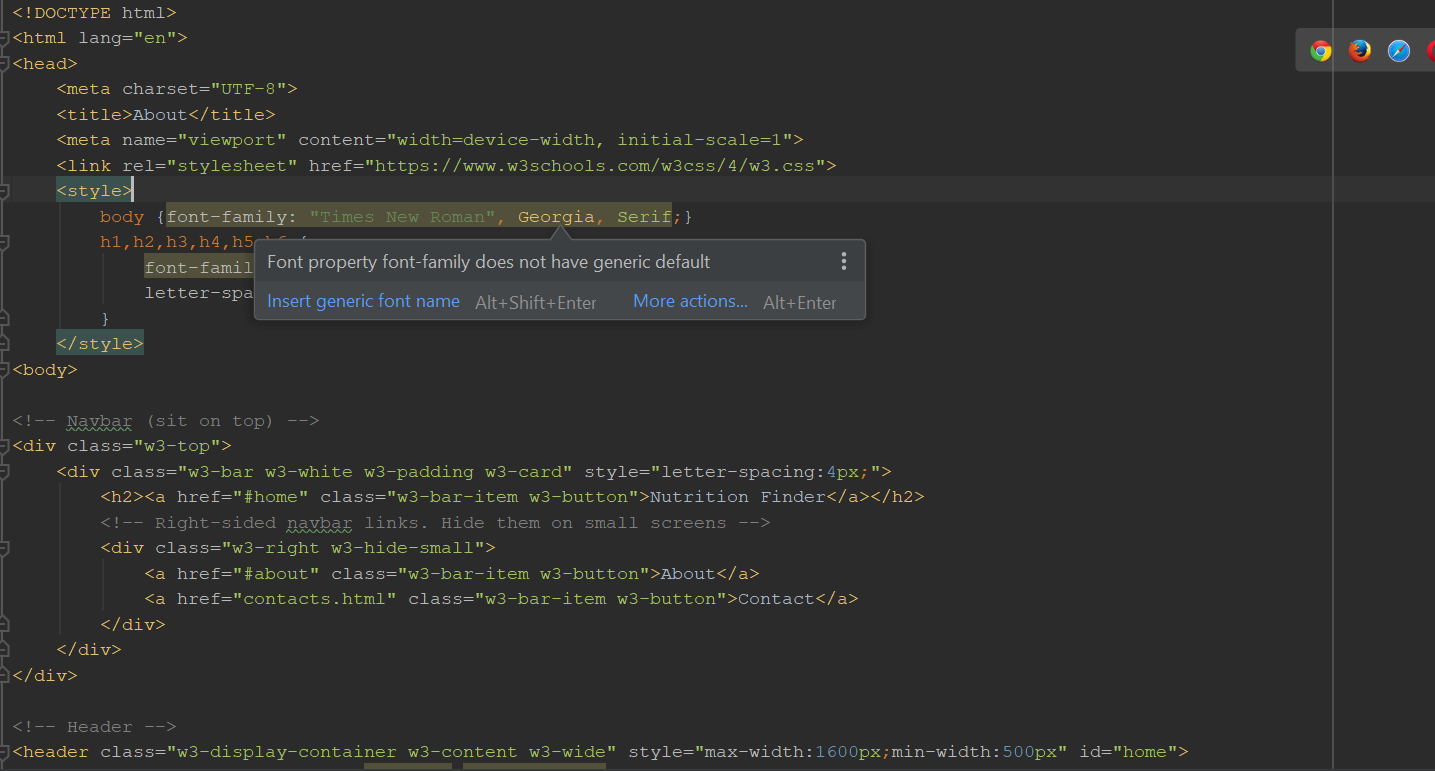 <!DOCTYPE html>
<html lang="en">
<head>
<meta charset="UTF-8">
<title>About</title>
<meta name="viewport" content="width=device-width, initial-scale=1">
<link rel="stylesheet" href="https://www.w3schools.com/w3css/4/w3.css">
<style>
body {font-family: "Times New Roman", Georgia, Serif;}
h1,h2,h3,h4,h5
font-famil
letter-spa
Font property font-family does not have generic default
Insert generic font name Alt+Shift+Enter More actions... Alt+Enter
}
</style>
<body>
<!-- Navbar (sit on top) -->
<div class="w3-top">
<div class="w3-bar w3-white w3-padding w3-card" style="letter-spacing:4px;">
<h2><a href="#home" class="w3-bar-item w3-button">Nutrition Finder</a></h2>
<!-- Right-sided navbar links. Hide them on small screens -->
<div class="w3-right w3-hide-small">
<a href="#about" class="w3-bar-item w3-button">About</a>
<a href="contacts.html" class="w3-bar-item w3-button">Contact</a>
</div>
</div>
</div>
<!-- Header -->
<header class="w3-display-container w3-content w3-wide" style="max-width:1600px;min-width:500px" id="home">